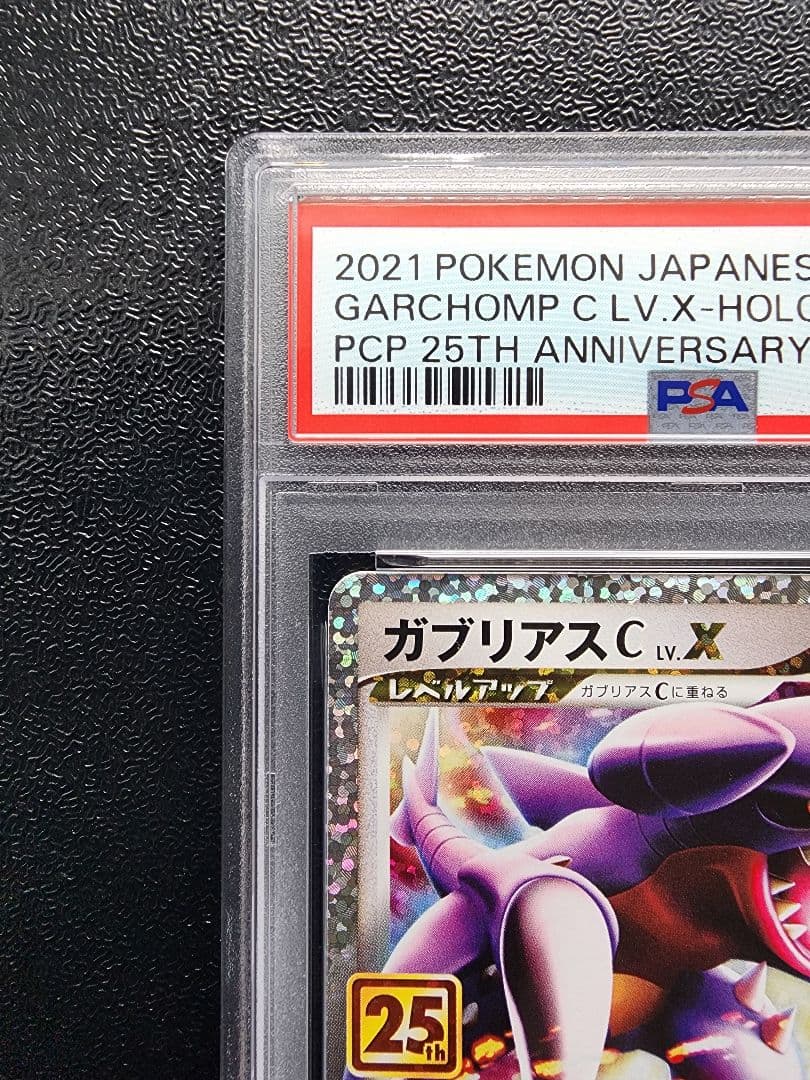 2021 POKEMON JAPANES
GARCHOMP C LV.X-HOLO
PCP 25TH ANNIVERSARY
PSA
ガブリアスC LV.X
レベルアップ ガブリアスCに重ねる
25th